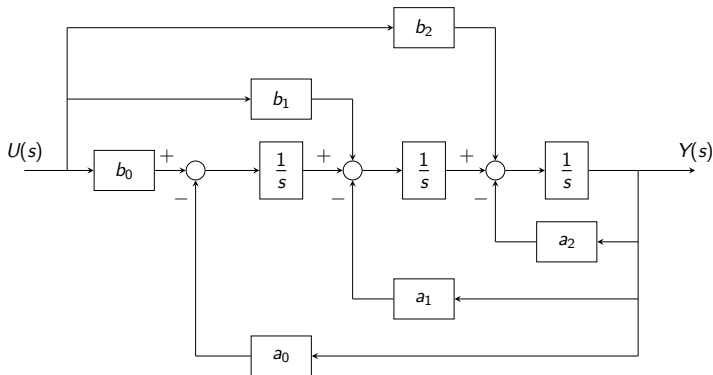 b₂
b₁
U(s) b₀ + − 1/s + − 1/s + − 1/s Y(s)
a₂
a₁
a₀